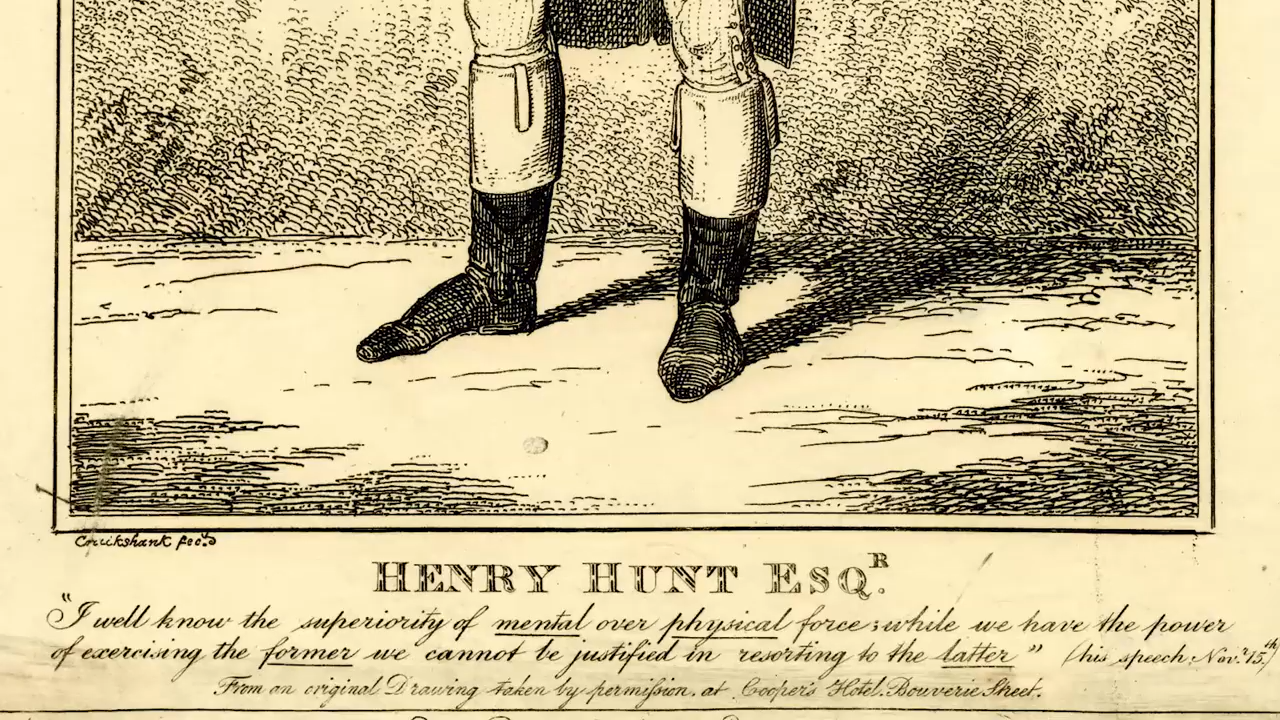 Cruikshank fec.t
HENRY HUNT ESQ.R
"I well know the superiority of mental over physical force; while we have the power
of exercising the former we cannot be justified in resorting to the latter" (his speech, Nov.r 15.th)
From an original Drawing taken by permission, at Cooper's Hotel, Bouverie Street.